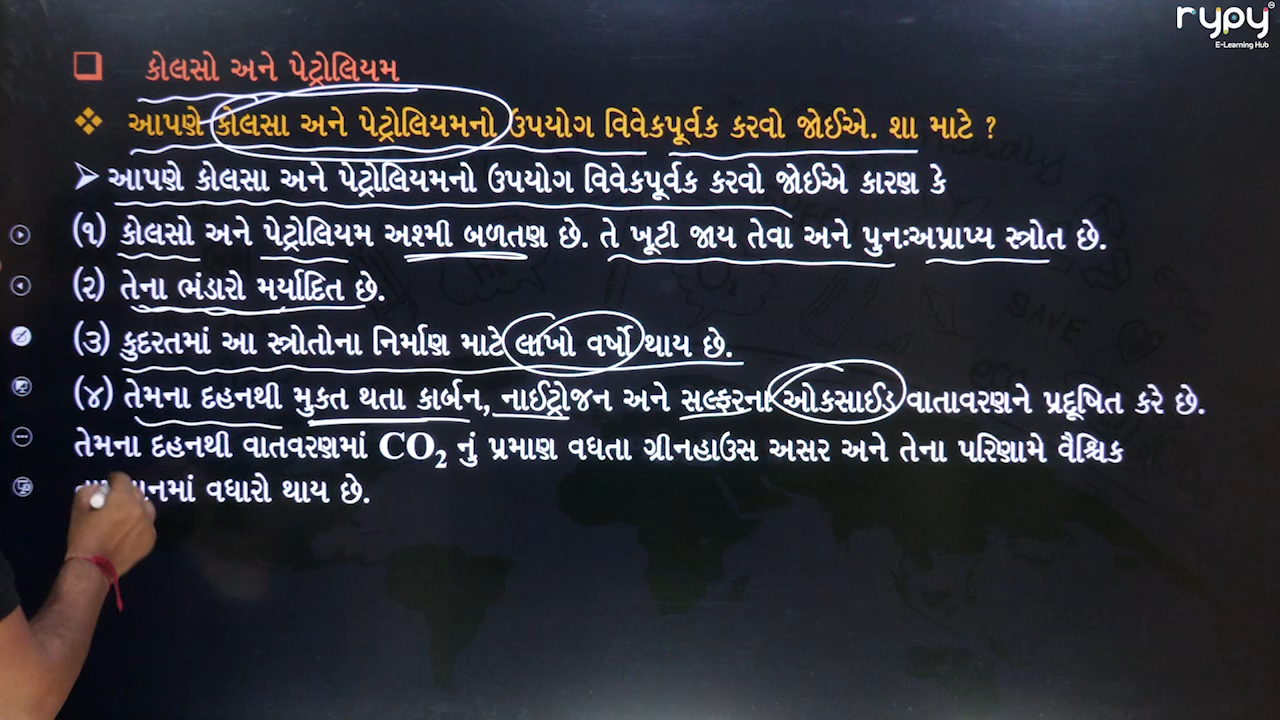 rypy
E-Learning Hub
કોલસો અને પેટ્રોલિયમ
આપણે કોલસા અને પેટ્રોલિયમનો ઉપયોગ વિવેકપૂર્વક કરવો જોઈએ. શા માટે ?
આપણે કોલસા અને પેટ્રોલિયમનો ઉપયોગ વિવેકપૂર્વક કરવો જોઈએ કારણ કે
(૧) કોલસો અને પેટ્રોલિયમ અશ્મી બળતણ છે. તે ખૂટી જાય તેવા અને પુનઃઅપ્રાપ્ય સ્ત્રોત છે.
(૨) તેના ભંડારો મર્યાદિત છે.
(૩) કુદરતમાં આ સ્ત્રોતોના નિર્માણ માટે લાખો વર્ષો થાય છે.
(૪) તેમના દહનથી મુકત થતા કાર્બન, નાઈટ્રોજન અને સલ્ફરના ઓકસાઈડ વાતાવરણને પ્રદૂષિત કરે છે.
તેમના દહનથી વાતવરણમાં CO₂ નું પ્રમાણ વધતા ગ્રીનહાઉસ અસર અને તેના પરિણામે વૈશ્વિક
વધારો થાય છે.
SAVE